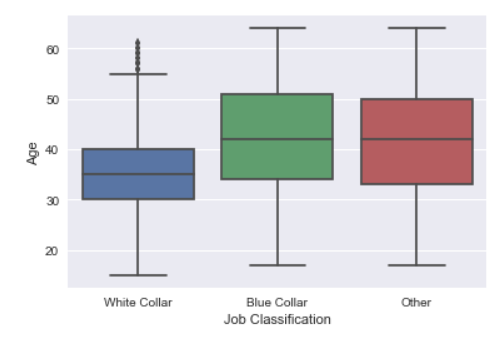 60
50
40
30
20
Age
White Collar
Blue Collar
Other
Job Classification